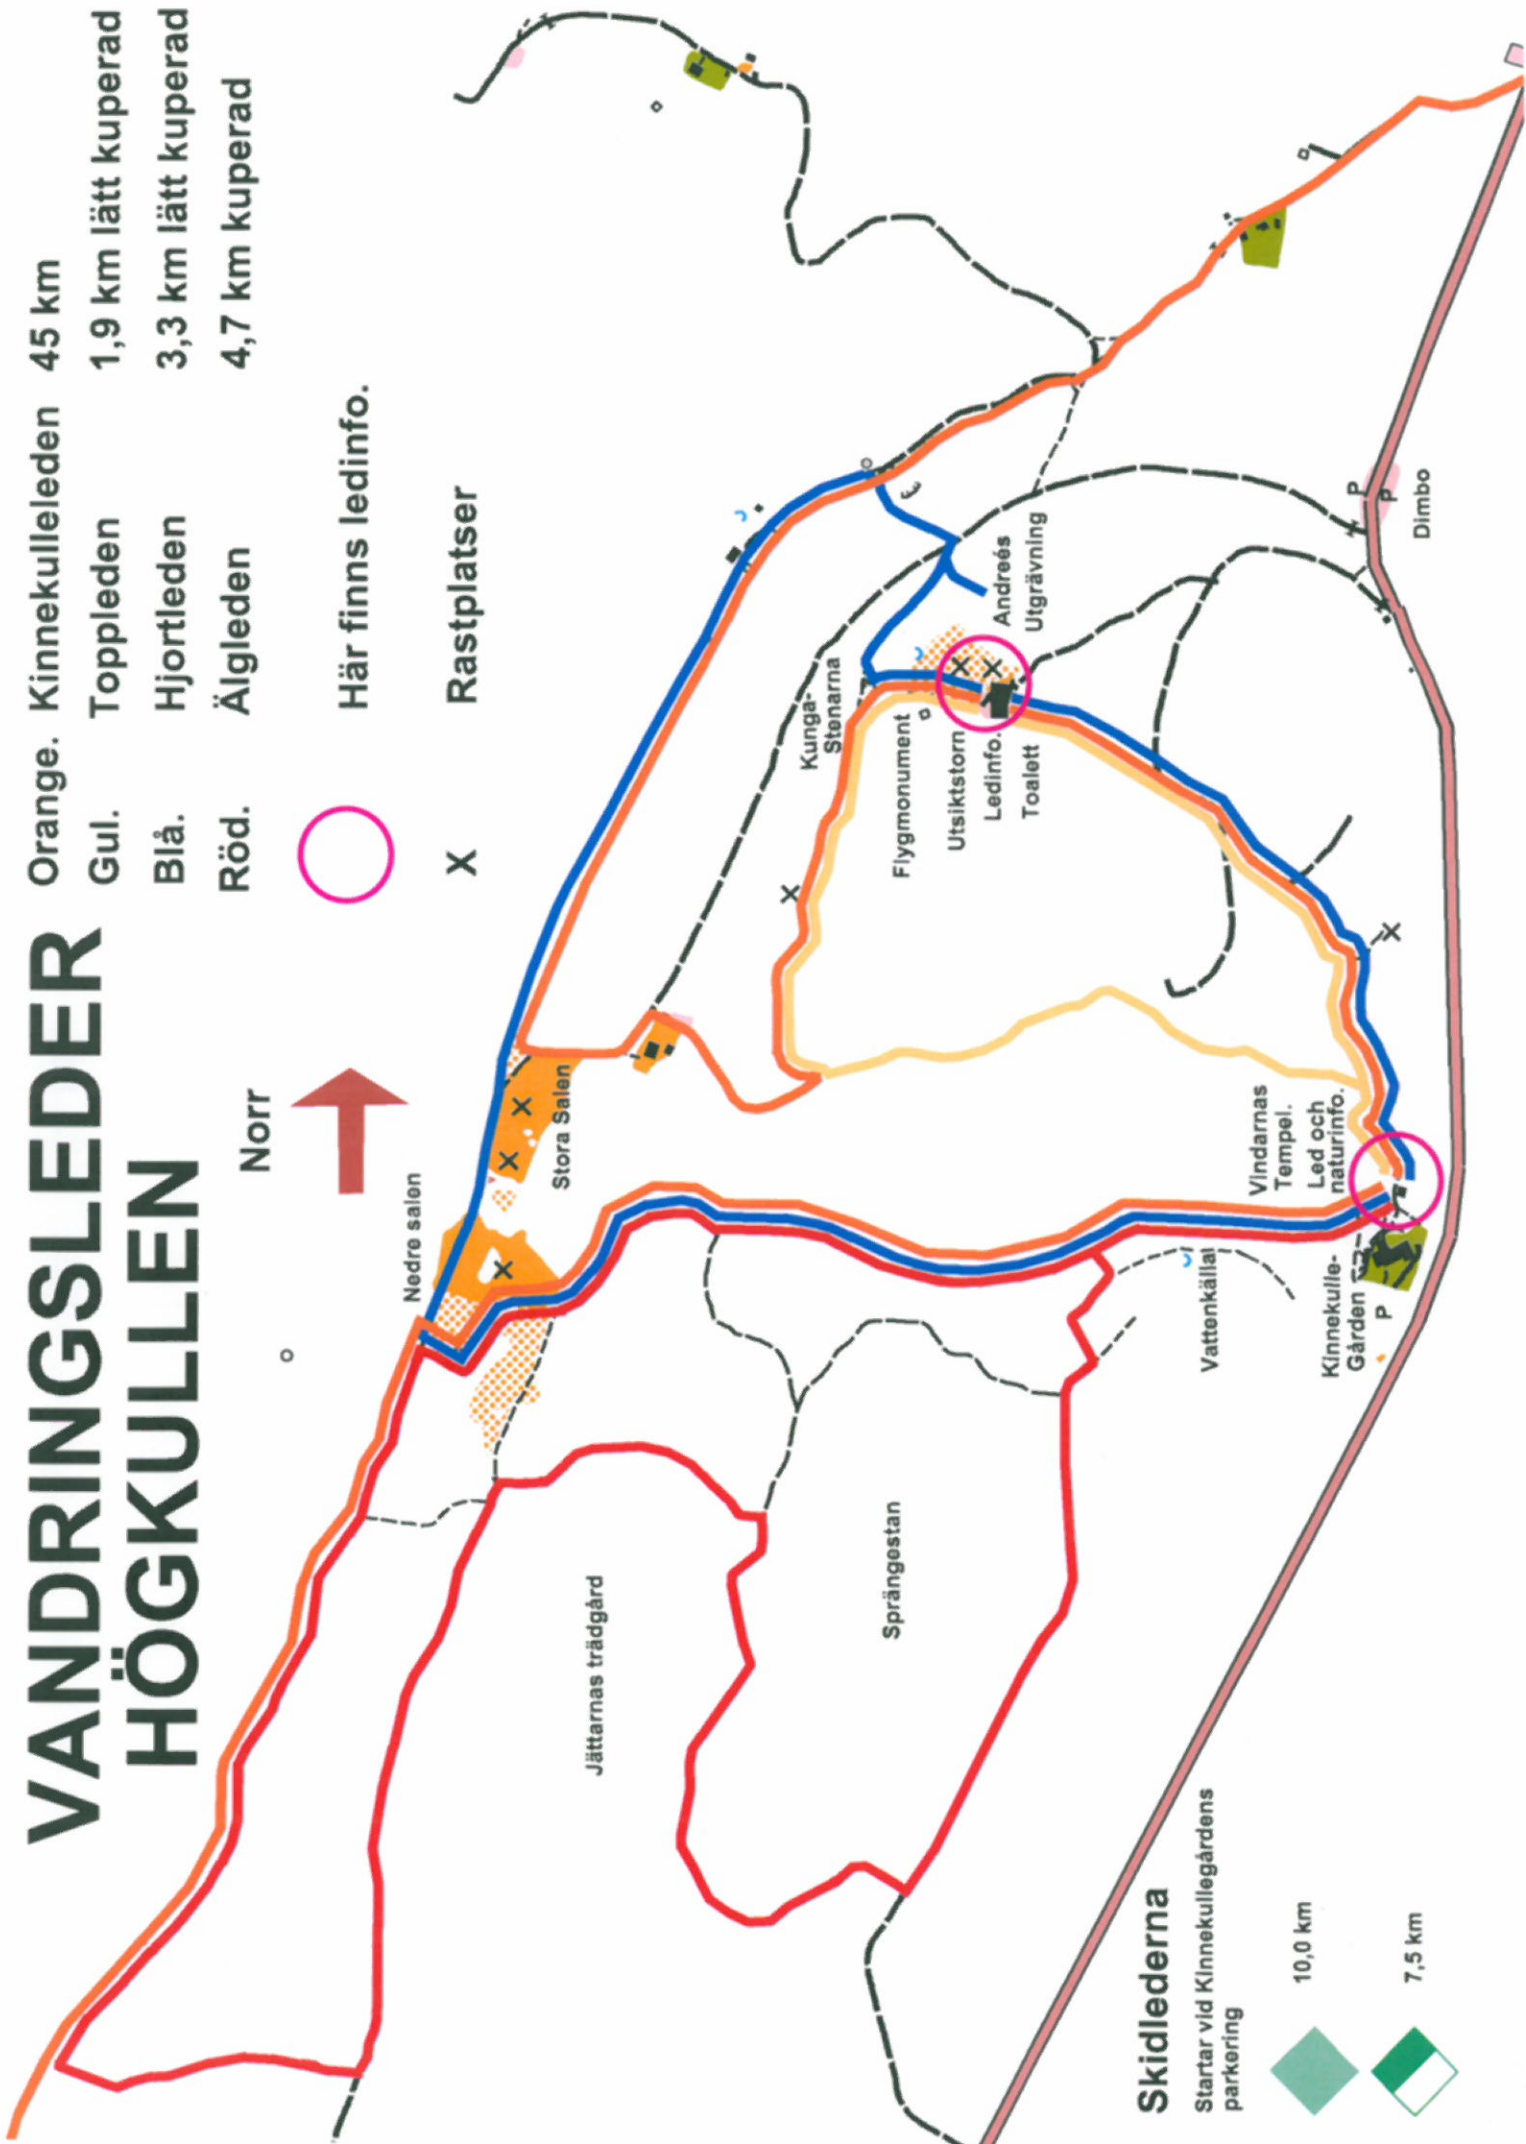 VANDRINGSLEDER
HÖGKULLEN
Orange. Kinnekulleleden 45 km
Gul. Toppleden 1,9 km lätt kuperad
Blå. Hjortleden 3,3 km lätt kuperad
Röd. Älgleden 4,7 km kuperad
Norr
Här finns ledinfo.
X Rastplatser
Nedre salen
Stora Salen
Jättarnas trädgård
Kunga-
Stenarna
Sprängestan
Flygmonument
Utsiktstorn
Ledinfo.
Toalett
Andreés
Utgrävning
Vattenkälla
Vindarnas
Tempel.
Led och
naturinfo.
Kinnekulle-
Gården
P
P
P
Dimbo
Skidlederna
Startar vid Kinnekullegårdens
parkering
10,0 km
7,5 km